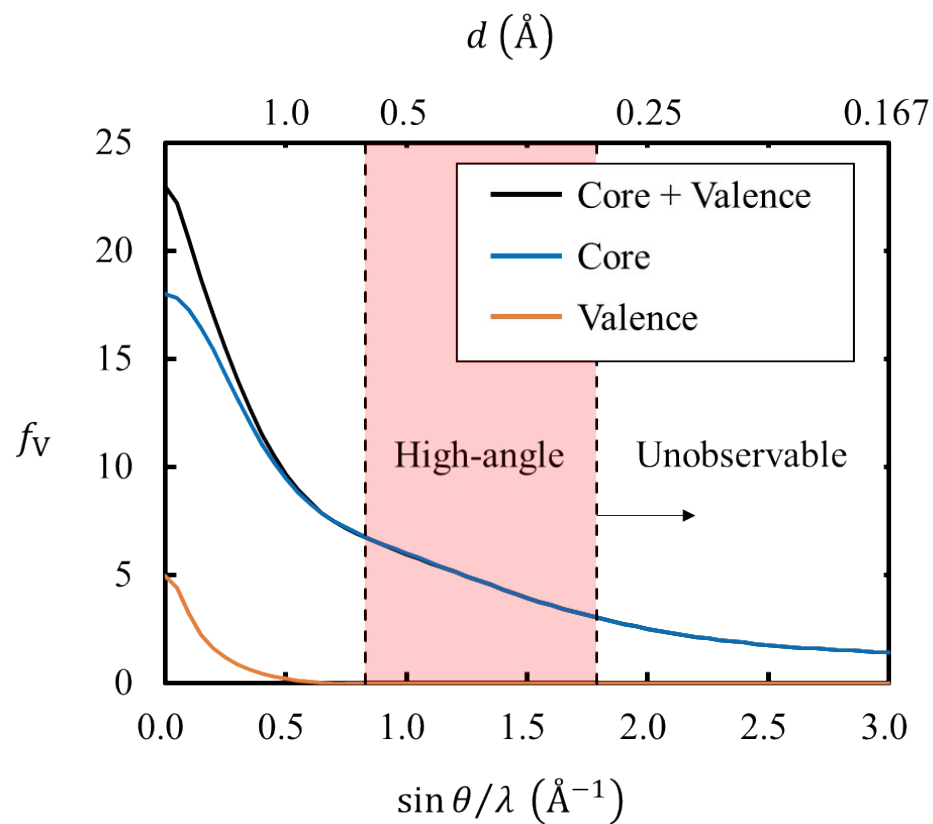 d (Å)
1.0 0.5 0.25 0.167
25
20
15
10
5
0
f_V
Core + Valence
Core
Valence
High-angle
Unobservable
0.0 0.5 1.0 1.5 2.0 2.5 3.0
sin θ/λ (Å⁻¹)